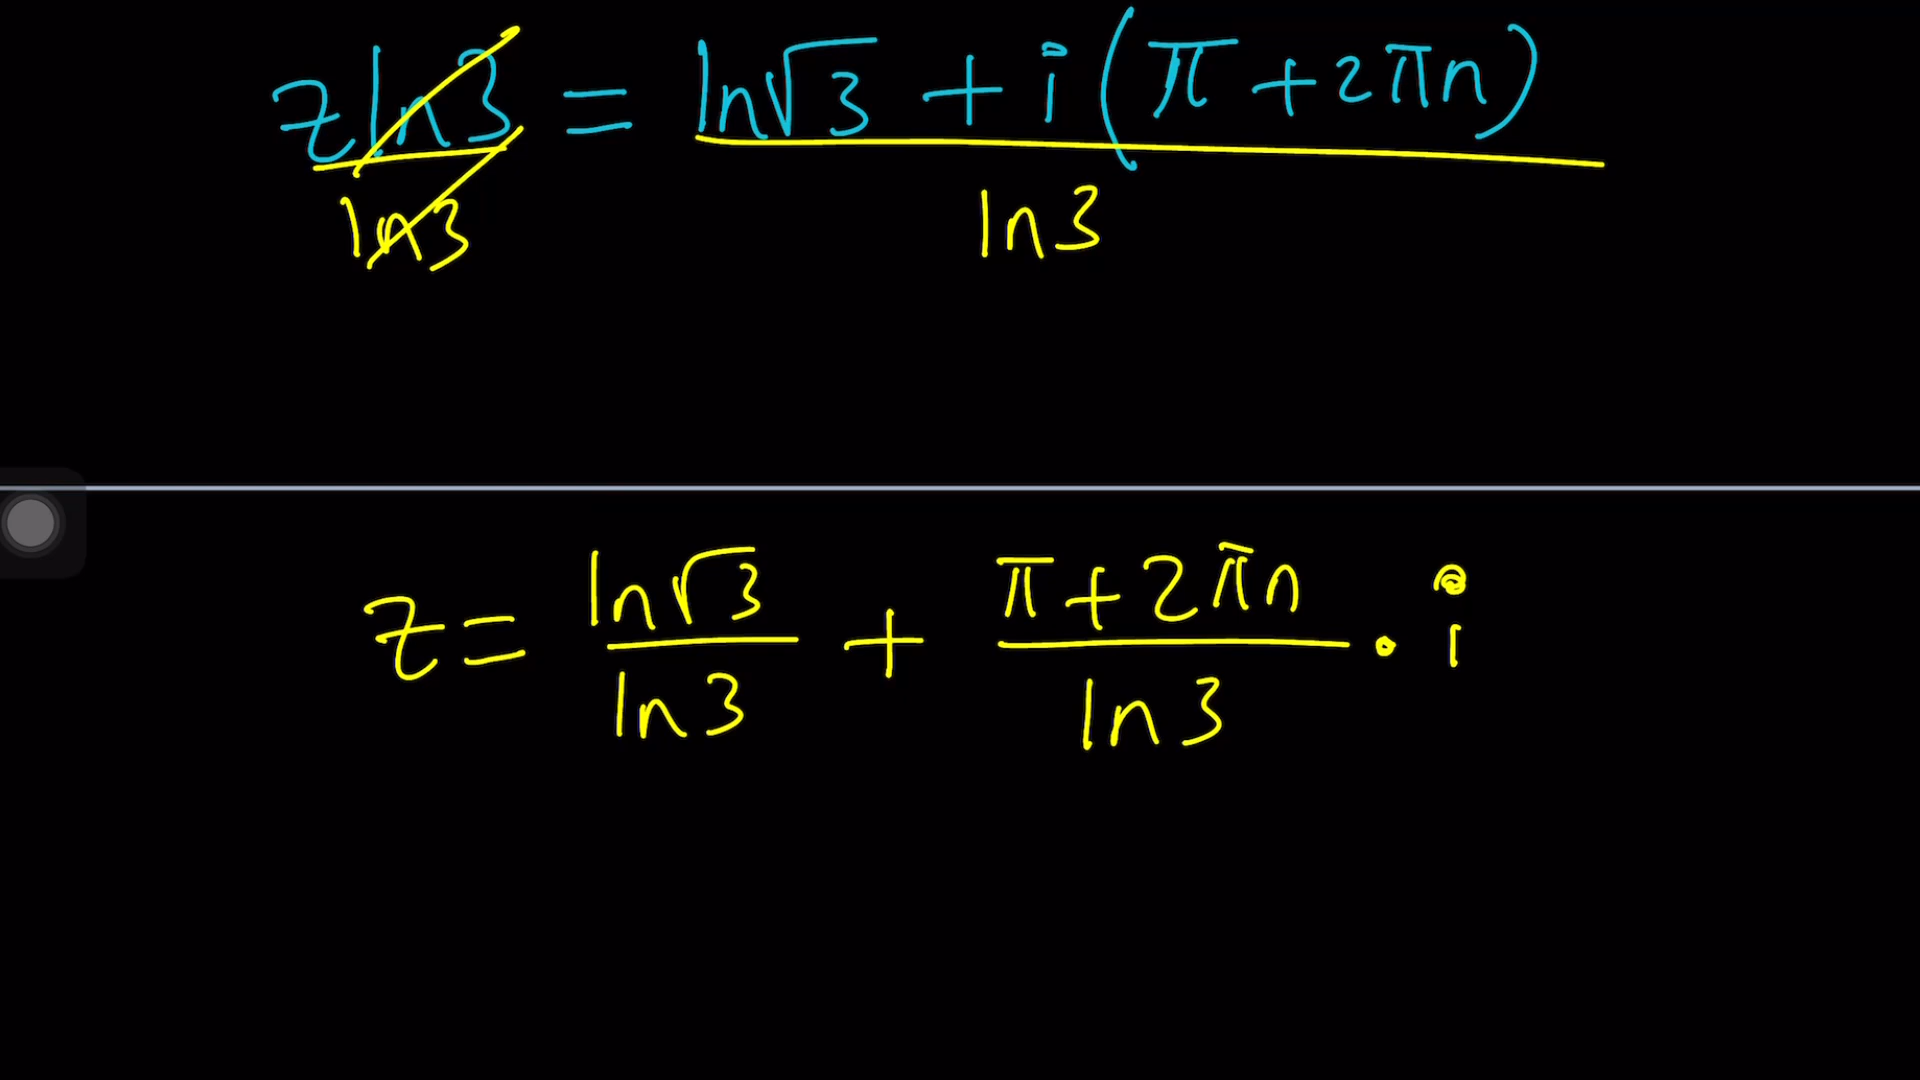 z ln3 / ln3 = ln√3 + i(π + 2πn) / ln3
z = ln√3 / ln3 + π + 2πn / ln3 · i